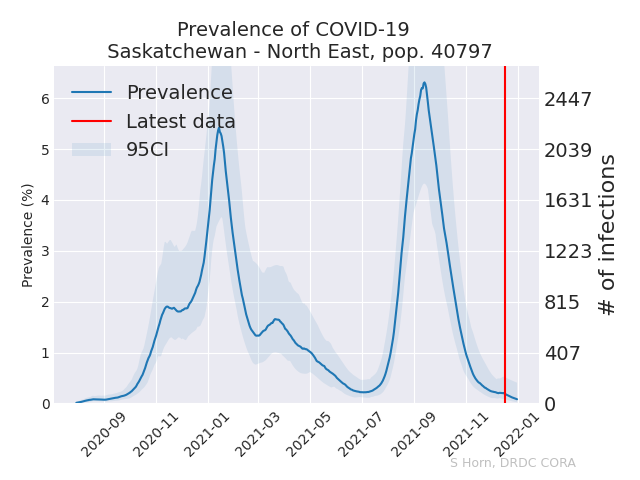 Prevalence of COVID-19
Saskatchewan - North East, pop. 40797
Prevalence
Latest data
95CI
Prevalence (%)
6
5
4
3
2
1
0
2447
2039
1631
1223
815
407
0
# of infections
2020-09
2020-11
2021-01
2021-03
2021-05
2021-07
2021-09
2021-11
2022-01
S Horn, DRDC CORA